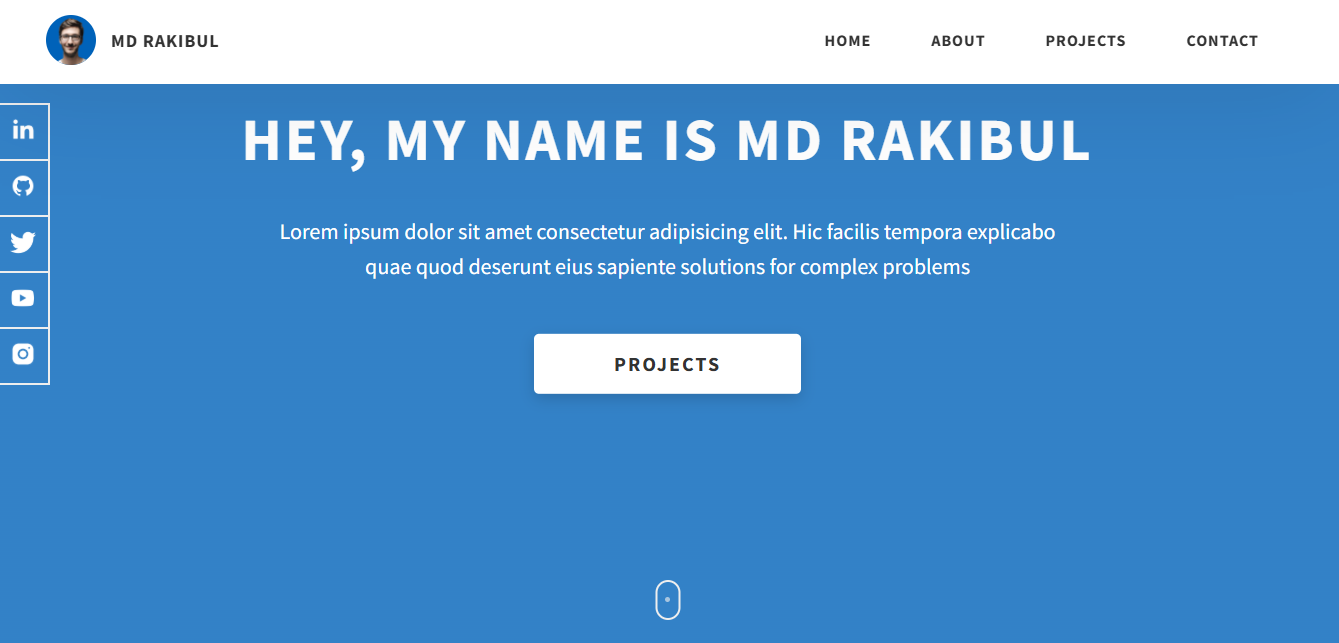 MD RAKIBUL
HOME ABOUT PROJECTS CONTACT
HEY, MY NAME IS MD RAKIBUL
Lorem ipsum dolor sit amet consectetur adipisicing elit. Hic facilis tempora explicabo
quae quod deserunt eius sapiente solutions for complex problems
PROJECTS